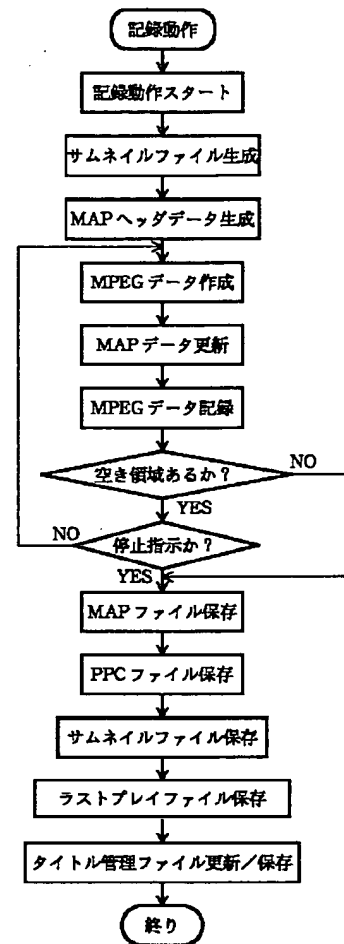 記録動作
記録動作スタート
サムネイルファイル生成
MAPヘッダデータ生成
MPEGデータ作成
MAPデータ更新
MPEGデータ記録
空き領域あるか？
NO
YES
停止指示か？
NO
YES
MAPファイル保存
PPCファイル保存
サムネイルファイル保存
ラストプレイファイル保存
タイトル管理ファイル更新／保存
終り